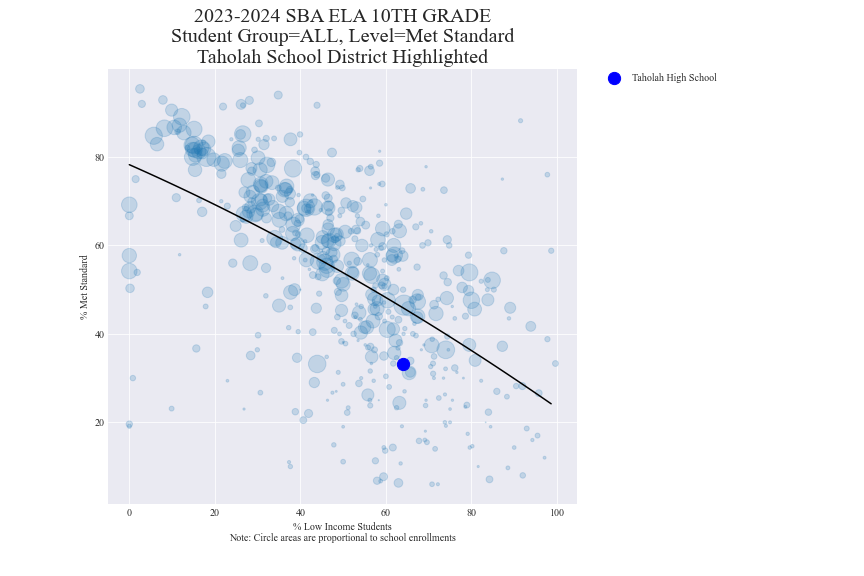 2023-2024 SBA ELA 10TH GRADE
Student Group=ALL, Level=Met Standard
Taholah School District Highlighted
Taholah High School
% Met Standard
80
60
40
20
0 20 40 60 80 100
% Low Income Students
Note: Circle areas are proportional to school enrollments